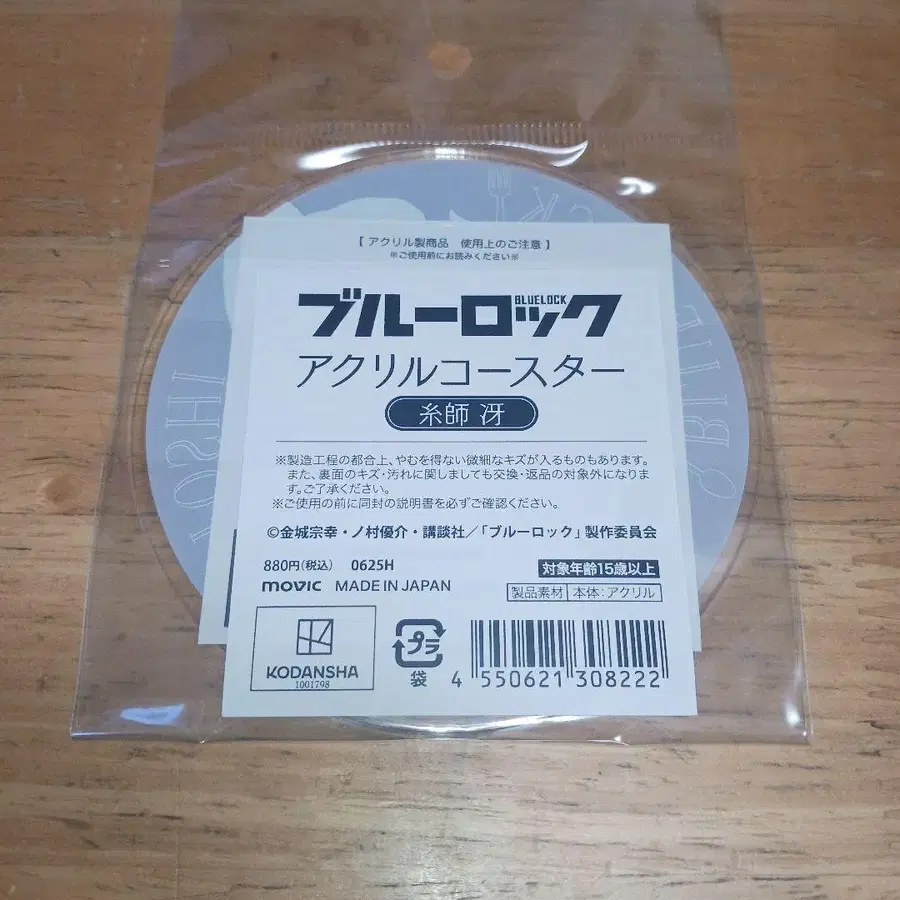 【 アクリル製商品　使用上のご注意 】
※ご使用前にお読みください※
ブルーロック
BLUELOCK
アクリルコースター
糸師 冴
※製造工程の都合上、やむを得ない微細なキズが入るものもあります。
また、裏面のキズ・汚れに関しましても交換・返品の対象外になりま
す。ご了承ください。
※ご使用の前に同封の説明書を必ずご確認ください。
©金城宗幸・ノ村優介・講談社／「ブルーロック」製作委員会
880円(税込) 0625H
対象年齢15歳以上
movic MADE IN JAPAN
製品素材 本体：アクリル
KODANSHA
1001798
プラ
袋
4 550621 308222
ITOSHI
BLUE
LOCK